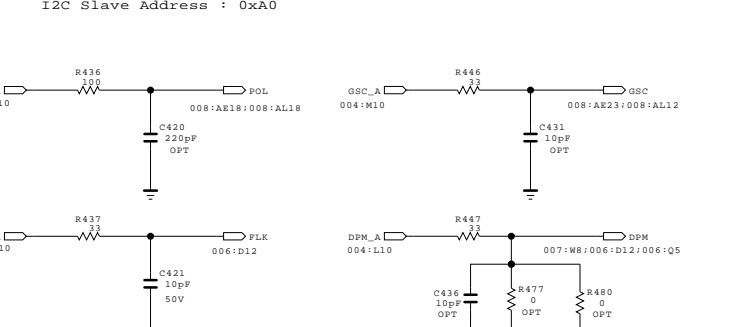 I2C Slave Address : 0xA0
R436
100
POL
10
008:AE18;008:AL18
C420
220pF
OPT
R446
33
GSC_A
GSC
004:M10
008:AE23;008:AL12
C431
10pF
OPT
R437
33
FLK
10
006:D12
C421
10pF
50V
R447
33
DPM_A
DPM
004:L10
007:W8;006:D12;006:Q5
C436
10pF
OPT
R477
0
OPT
R480
0
OPT